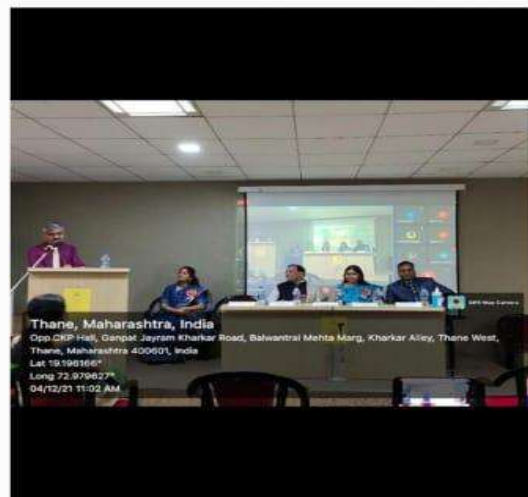 GPS Map Camera
Thane, Maharashtra, India
Opp.CKP Hall, Ganpat Jayram Kharkar Road, Balwantrai Mehta Marg, Kharkar Alley, Thane West,
Thane, Maharashtra 400601, India
Lat 19.198166°
Long 72.979827°
04/12/21 11:02 AM